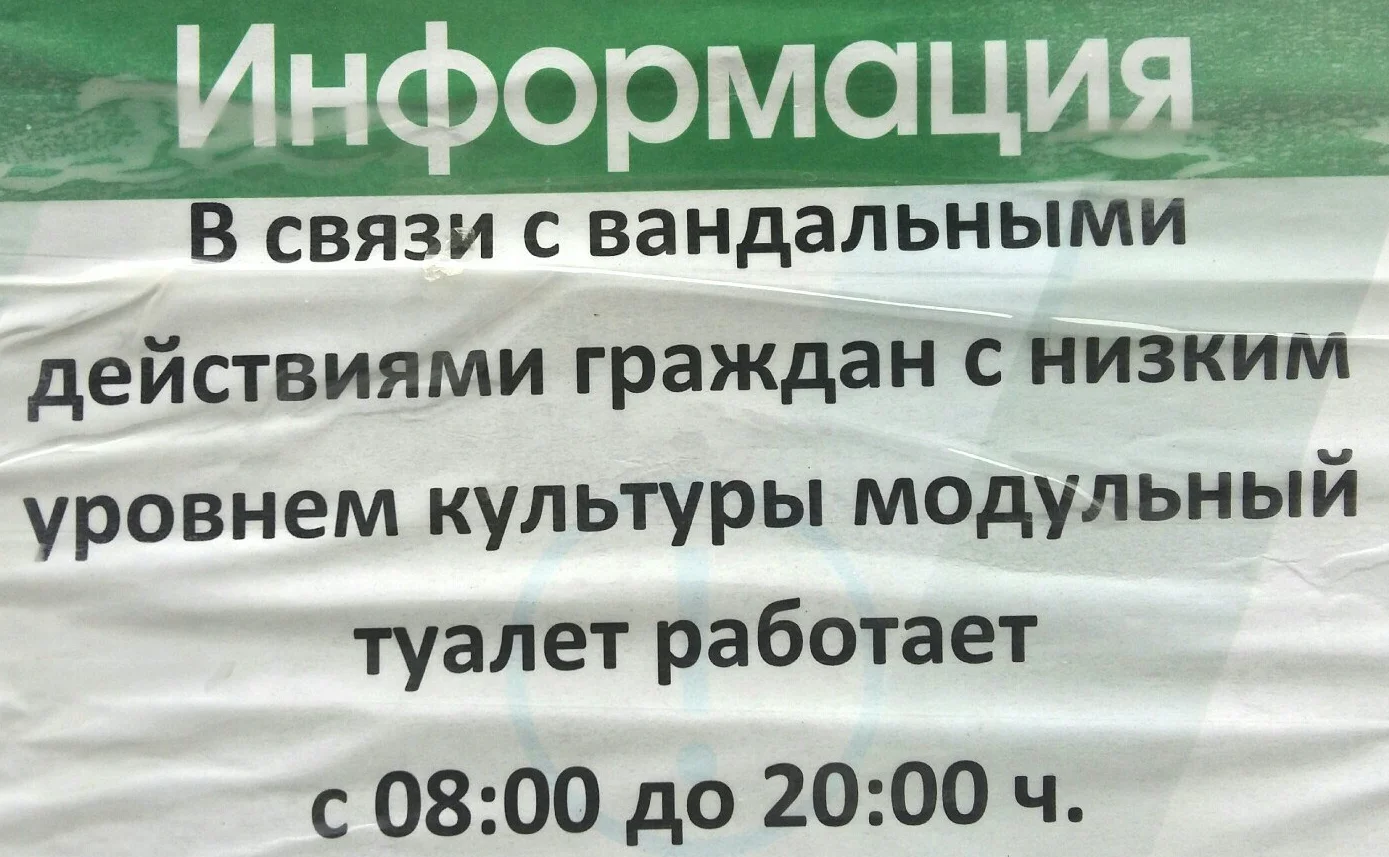 Информация
В связи с вандальными
действиями граждан с низким
уровнем культуры модульный
туалет работает
с 08:00 до 20:00 ч.